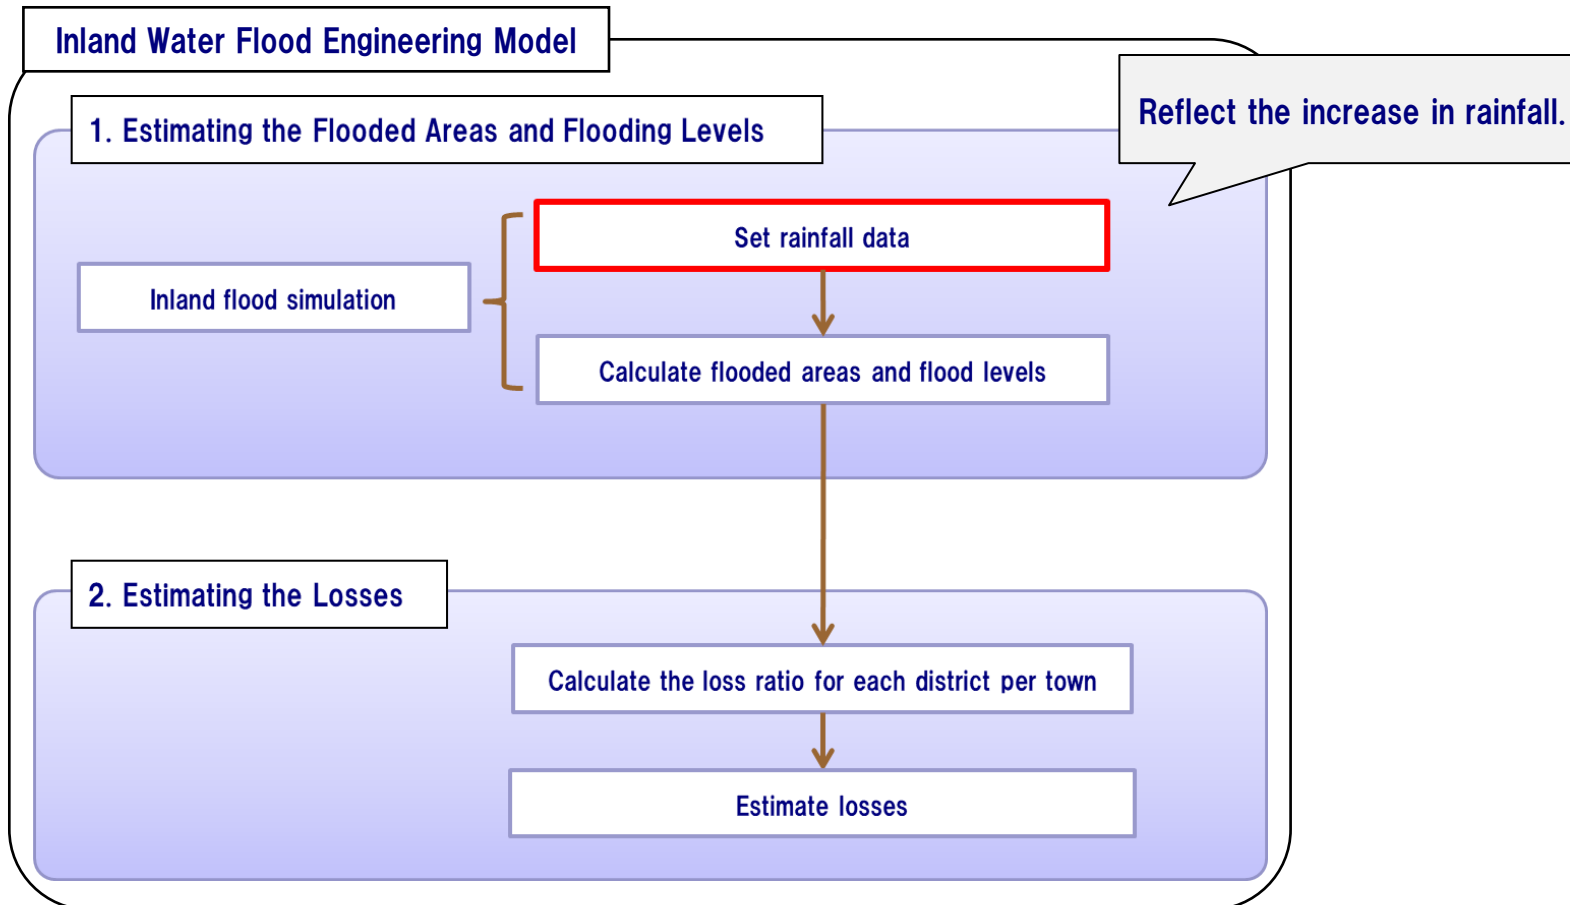 Inland Water Flood Engineering Model
Reflect the increase in rainfall.
1. Estimating the Flooded Areas and Flooding Levels
Set rainfall data
Inland flood simulation
Calculate flooded areas and flood levels
2. Estimating the Losses
Calculate the loss ratio for each district per town
Estimate losses